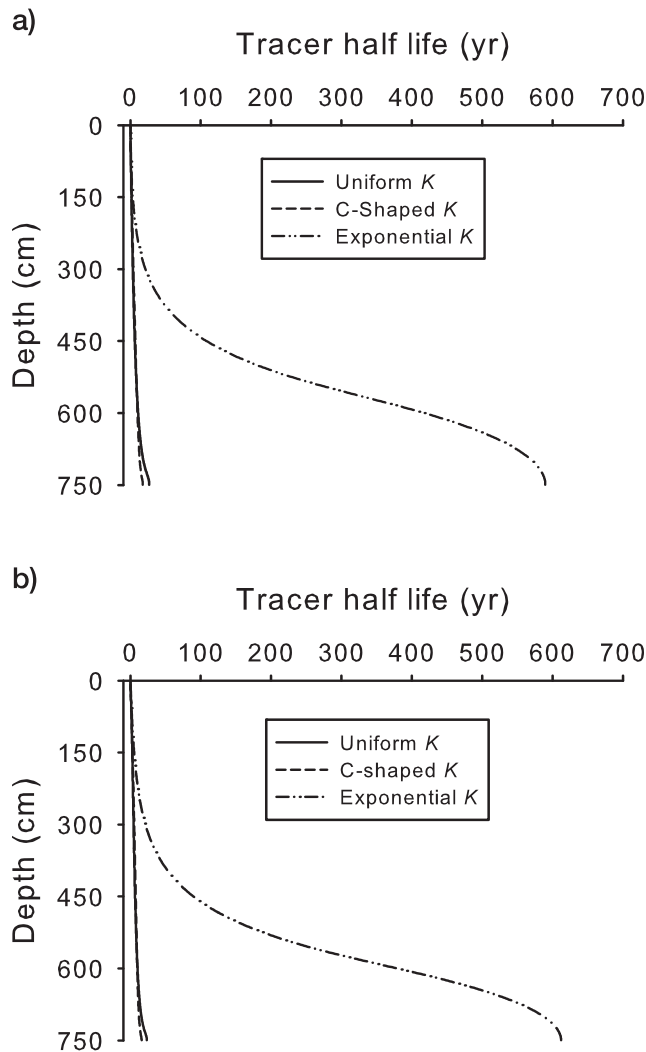 a)
Tracer half life (yr)
0 100 200 300 400 500 600 700
Depth (cm)
0
150
300
450
600
750
Uniform K
C-Shaped K
Exponential K
b)
Tracer half life (yr)
0 100 200 300 400 500 600 700
Depth (cm)
0
150
300
450
600
750
Uniform K
C-shaped K
Exponential K